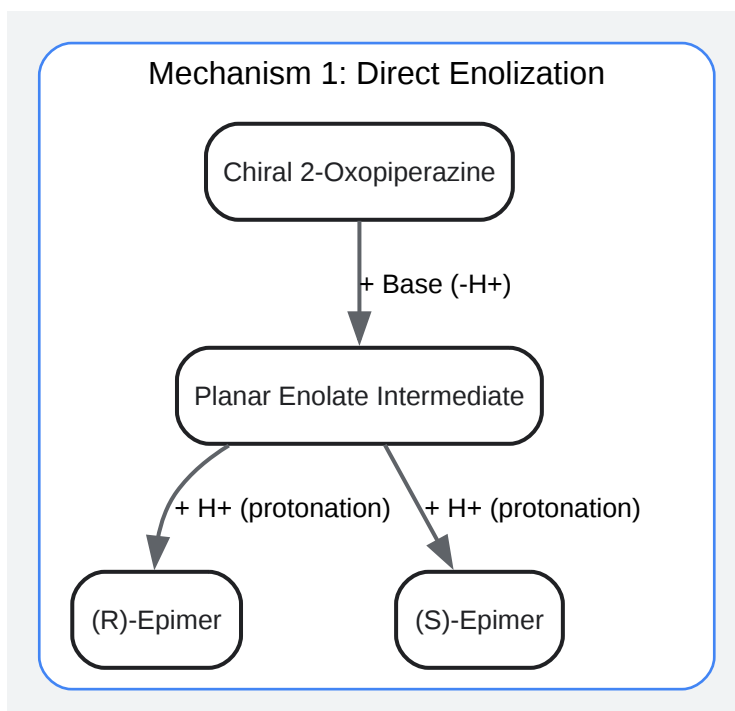 Mechanism 1: Direct Enolization
Chiral 2-Oxopiperazine
+ Base (-H+)
Planar Enolate Intermediate
+ H+ (protonation)
+ H+ (protonation)
(R)-Epimer
(S)-Epimer